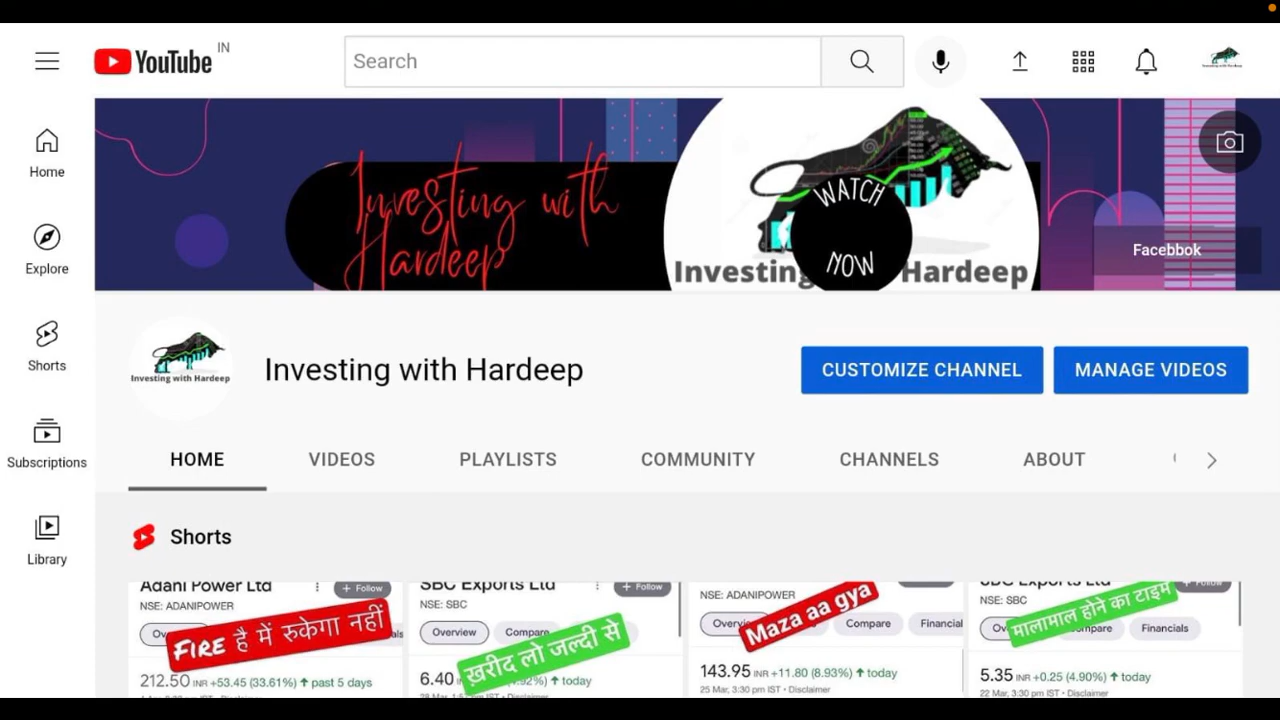 YouTube IN
Search
Home
Explore
Shorts
Subscriptions
Library
Investing with
Hardeep
WATCH
NOW
Investing Hardeep
Facebbok
Investing with Hardeep
Investing with Hardeep
CUSTOMIZE CHANNEL
MANAGE VIDEOS
HOME VIDEOS PLAYLISTS COMMUNITY CHANNELS ABOUT
Shorts
Adani Power Ltd
+ Follow
NSE: ADANIPOWER
FIRE है में रुकेगा नहीं
212.50 INR +53.45 (33.61%) ↑ past 5 days
SBC Exports Ltd
+ Follow
NSE: SBC
Overview Compare
ख़रीद लो जल्दी से
6.40 today
NSE: ADANIPOWER
Maza aa gya
Compare Financial
143.95 INR +11.80 (8.93%) ↑ today
25 Mar, 3:30 pm IST • Disclaimer
SBC Exports Ltd
+ Follow
NSE: SBC
मालामाल होने का टाइम
Financials
5.35 INR +0.25 (4.90%) ↑ today
22 Mar, 3:30 pm IST • Disclaimer